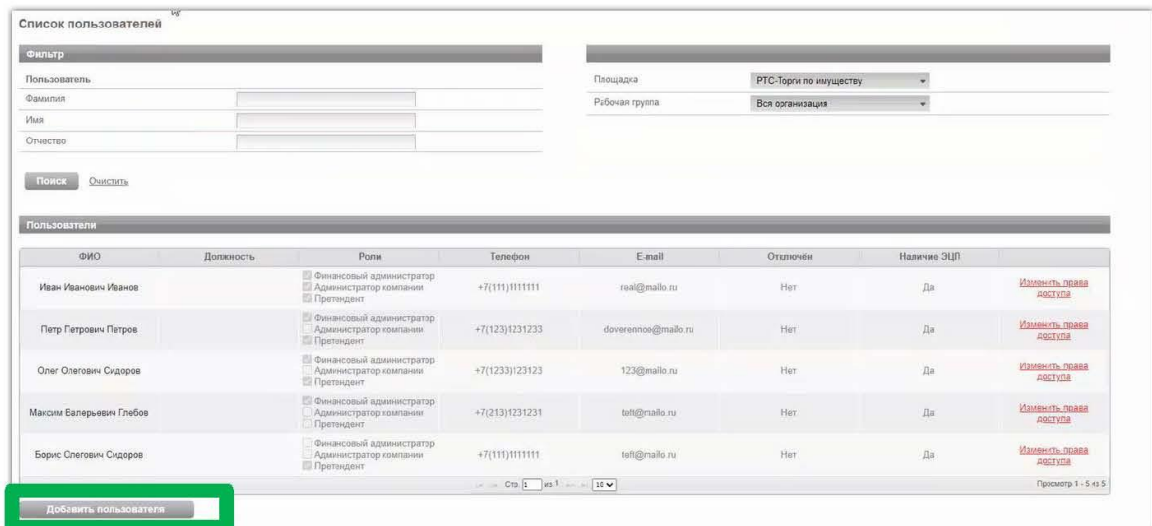 Список пользователей
Фильтр
Пользователь
Фамилия
Имя
Отчество
Площадка РТС-Торги по имуществу
Рабочая группа Вся организация
Поиск Очистить
Пользователи
ФИО Должность Роли Телефон E-mail Отключён Наличие ЭЦП
Иван Иванович Иванов Финансовый администратор +7(111)1111111 real@mailo.ru Нет Да Изменить права
Администратор компании доступа
Претендент
Петр Петрович Петров Финансовый администратор +7(123)1231233 doverennoe@mailo.ru Нет Да Изменить права
Администратор компании доступа
Претендент
Олег Олегович Сидоров Финансовый администратор +7(1233)123123 123@mailo.ru Нет Да Изменить права
Администратор компании доступа
Претендент
Максим Валерьевич Глебов Финансовый администратор +7(213)1231231 @mailo.ru Нет Да Изменить права
Администратор компании доступа
Претендент
Борис Олегович Сидоров Финансовый администратор +7(111)1111111 @mailo.ru Нет Да Изменить права
Администратор компании доступа
Претендент
Стр. 1 из 1 10 Просмотр 1 - 5 из 5
Добавить пользователя